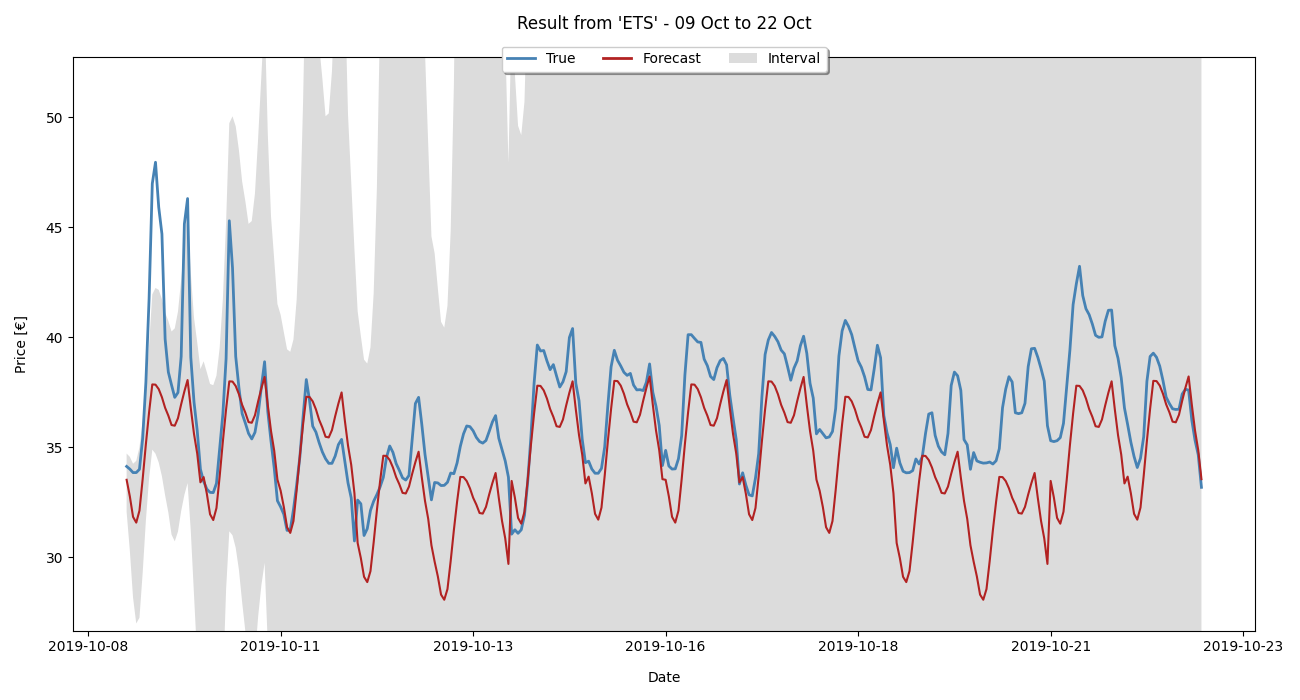 Result from 'ETS' - 09 Oct to 22 Oct
True Forecast Interval
50
45
40
35
30
Price [€]
2019-10-08 2019-10-11 2019-10-13 2019-10-16 2019-10-18 2019-10-21 2019-10-23
Date